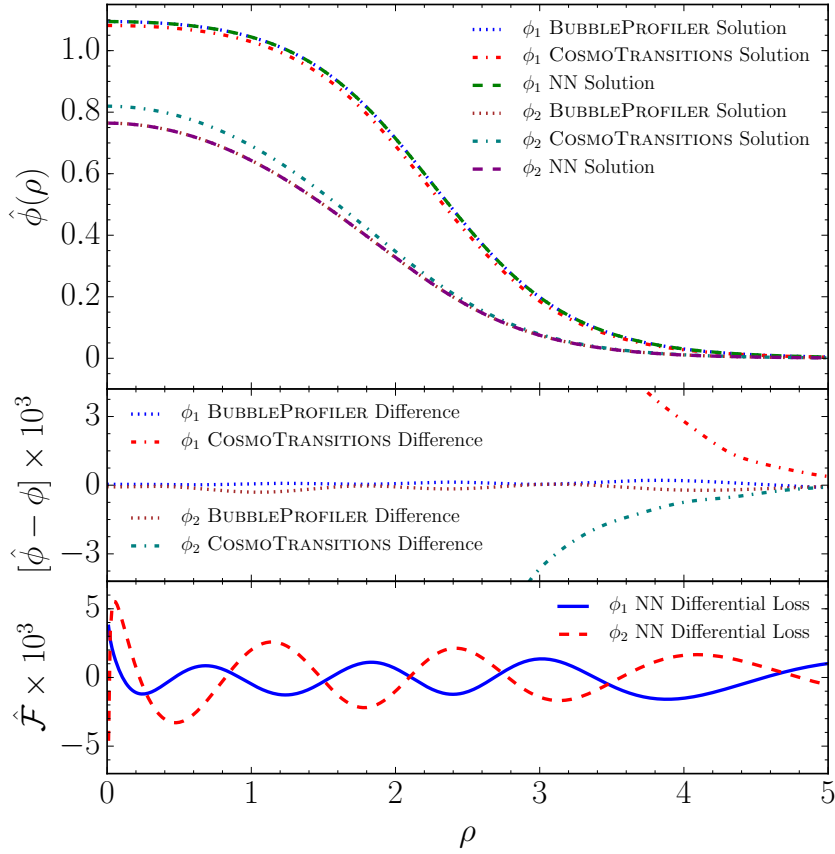 ϕ₁ BUBBLEPROFILER Solution
ϕ₁ COSMOTRANSITIONS Solution
ϕ₁ NN Solution
ϕ₂ BUBBLEPROFILER Solution
ϕ₂ COSMOTRANSITIONS Solution
ϕ₂ NN Solution
1.0
0.8
0.6
0.4
0.2
0
ϕ̂(ρ)
ϕ₁ BUBBLEPROFILER Difference
ϕ₁ COSMOTRANSITIONS Difference
ϕ₂ BUBBLEPROFILER Difference
ϕ₂ COSMOTRANSITIONS Difference
3
0
−3
[ϕ̂ − ϕ] × 10³
ϕ₁ NN Differential Loss
ϕ₂ NN Differential Loss
5
0
−5
ℱ̂ × 10³
0 1 2 3 4 5
ρ